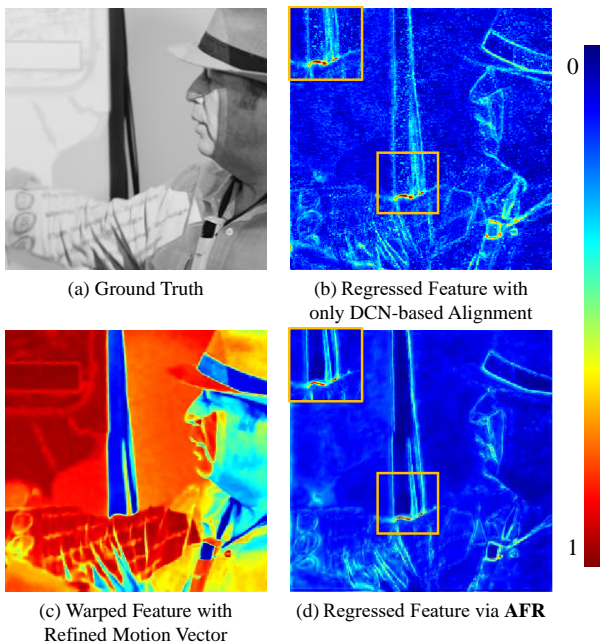 0
(a) Ground Truth
(b) Regressed Feature with
only DCN-based Alignment
(c) Warped Feature with
Refined Motion Vector
(d) Regressed Feature via AFR
1